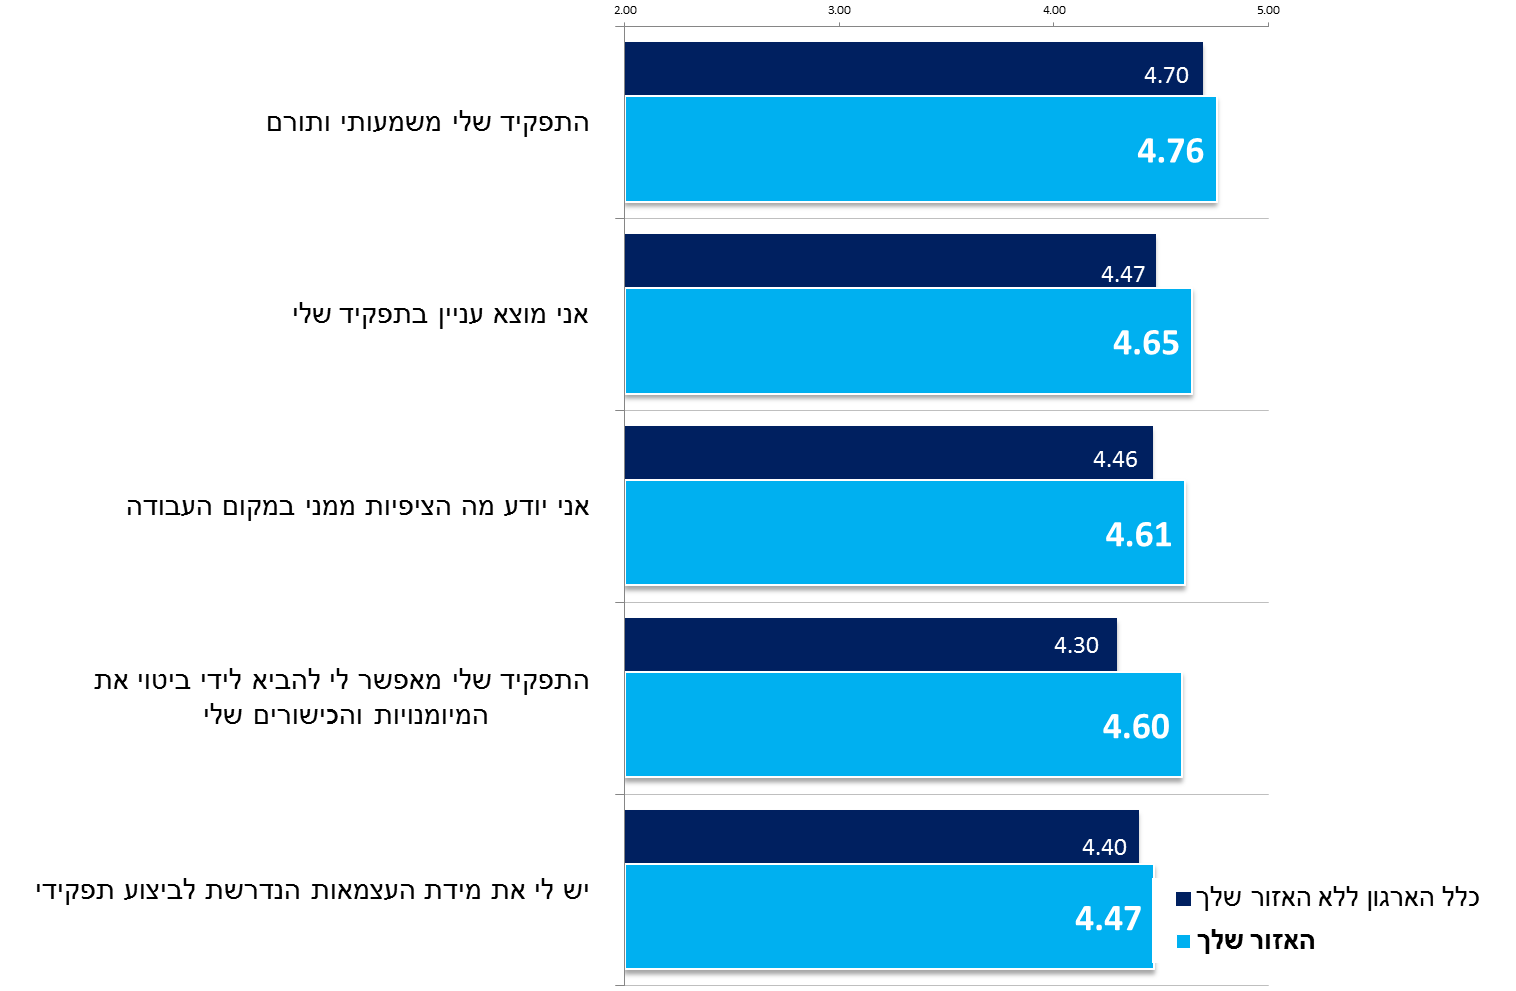 2.00 3.00 4.00 5.00
4.70
התפקיד שלי משמעותי ותורם
4.76
4.47
אני מוצא עניין בתפקיד שלי
4.65
4.46
אני יודע מה הציפיות ממני במקום העבודה
4.61
4.30
התפקיד שלי מאפשר לי להביא לידי ביטוי את
המיומנויות והכישורים שלי
4.60
4.40
יש לי את מידת העצמאות הנדרשת לביצוע תפקידי
4.47
כלל הארגון ללא האזור שלך
האזור שלך